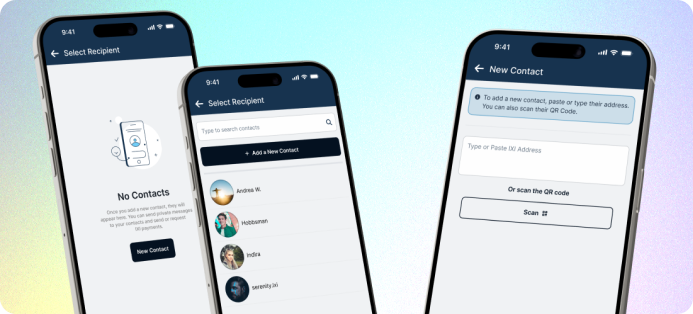 9:41
Select Recipient
No Contacts
Once you add a new contact, they will
appear here. You can send private messages
to your contacts and send or request
IXI payments.
New Contact
9:41
Select Recipient
Type to search contacts
+ Add a New Contact
Andrea W.
Hobbsman
Indira
serenity.ixi
9:41
New Contact
To add a new contact, paste or type their address.
You can also scan their QR Code.
Type or Paste IXI Address
Or scan the QR code
Scan